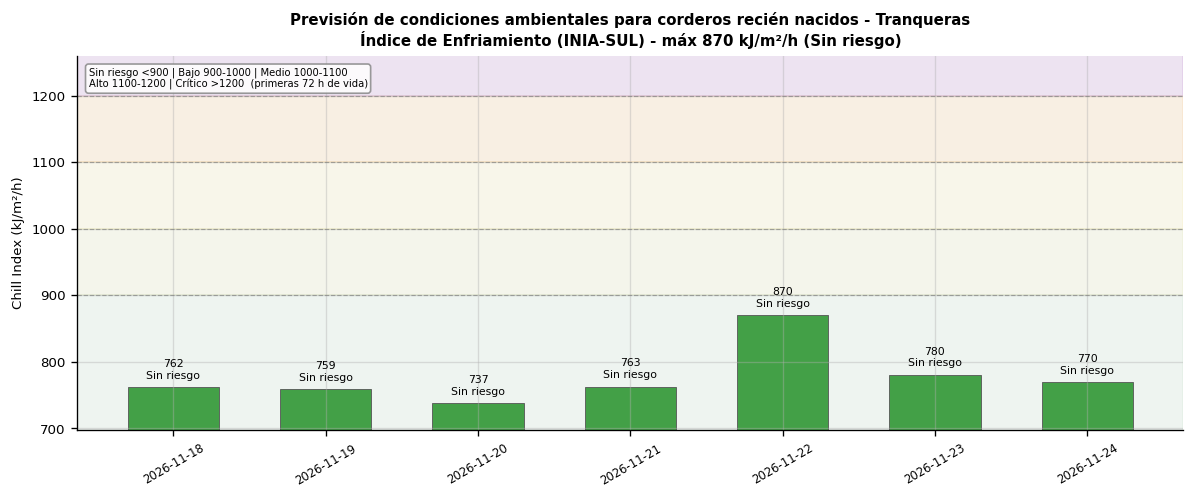 Previsión de condiciones ambientales para corderos recién nacidos - Tranqueras
Índice de Enfriamiento (INIA-SUL) - máx 870 kJ/m²/h (Sin riesgo)
Sin riesgo <900 | Bajo 900-1000 | Medio 1000-1100
Alto 1100-1200 | Crítico >1200  (primeras 72 h de vida)
Chill Index (kJ/m²/h)
1200
1100
1000
900
800
700
762
Sin riesgo
759
Sin riesgo
737
Sin riesgo
763
Sin riesgo
870
Sin riesgo
780
Sin riesgo
770
Sin riesgo
2026-11-18
2026-11-19
2026-11-20
2026-11-21
2026-11-22
2026-11-23
2026-11-24